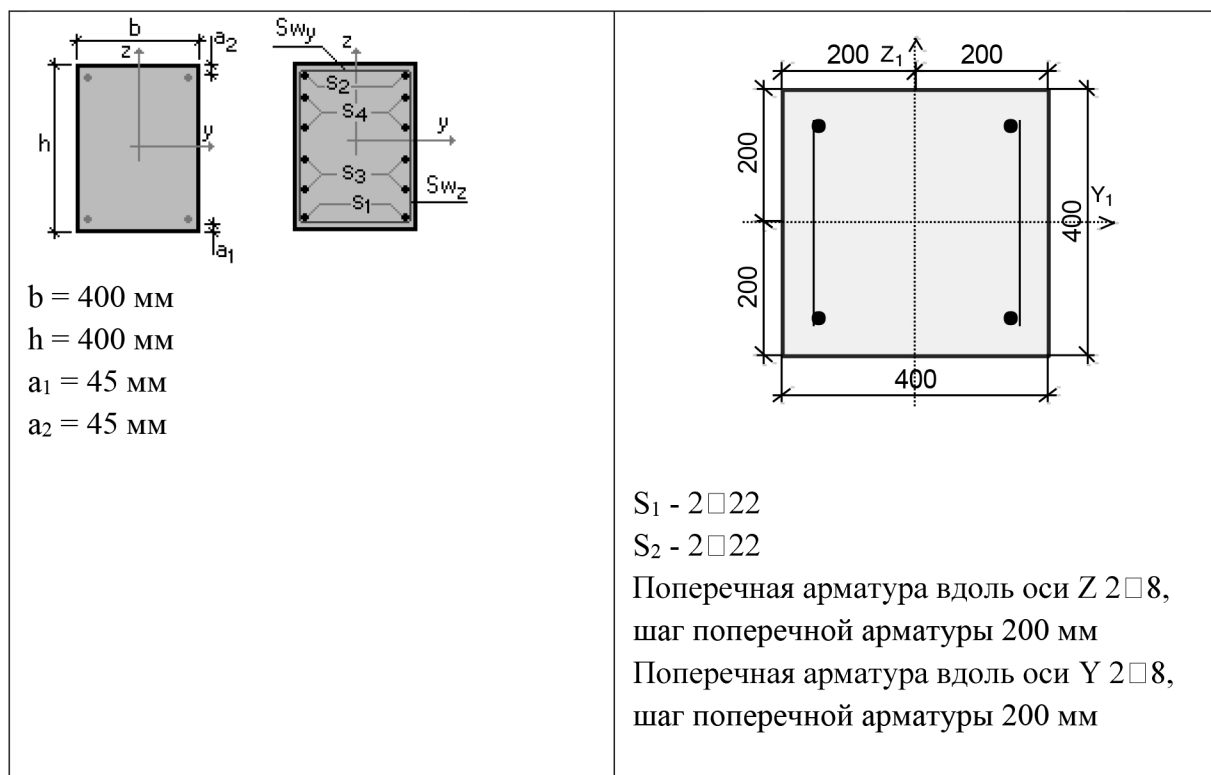 b
a₂
z
y
h
a₁
Swy
z
S₂
S₄
y
S₃
Swz
S₁
b = 400 мм
h = 400 мм
a₁ = 45 мм
a₂ = 45 мм
200 Z₁ 200
200
Y₁
400
200
400
S₁ - 2□22
S₂ - 2□22
Поперечная арматура вдоль оси Z 2□8,
шаг поперечной арматуры 200 мм
Поперечная арматура вдоль оси Y 2□8,
шаг поперечной арматуры 200 мм